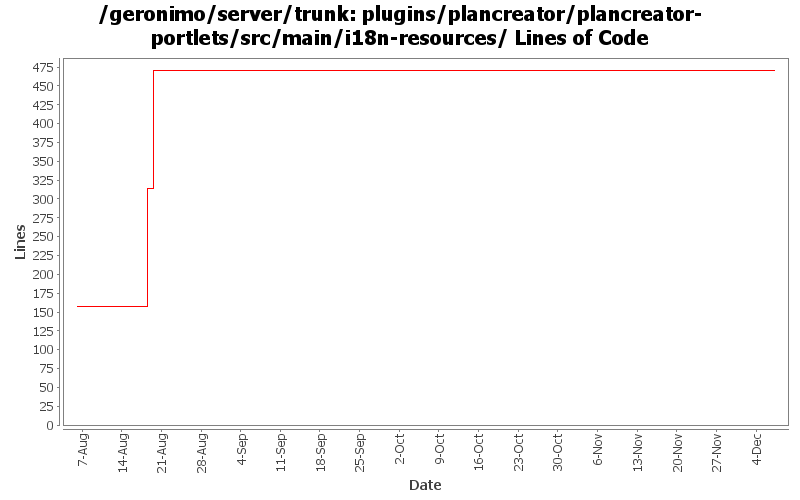 /geronimo/server/trunk: plugins/plancreator/plancreator-
portlets/src/main/i18n-resources/ Lines of Code
475
450
425
400
375
350
325
300
275
250
225
200
175
150
125
100
75
50
25
0
Lines
7-Aug
14-Aug
21-Aug
28-Aug
4-Sep
11-Sep
18-Sep
25-Sep
2-Oct
9-Oct
16-Oct
23-Oct
30-Oct
6-Nov
13-Nov
20-Nov
27-Nov
4-Dec
Date